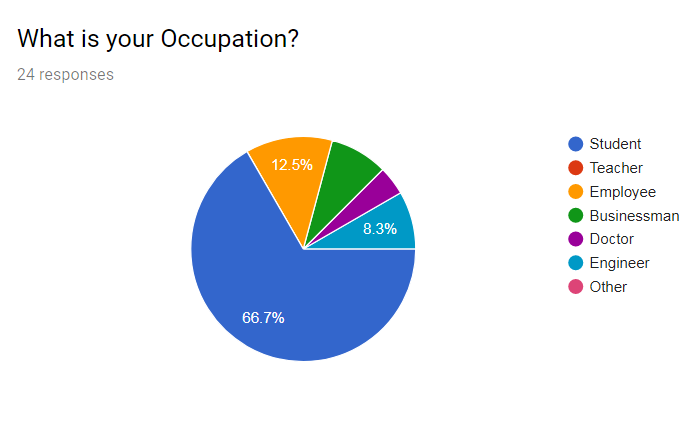 What is your Occupation?
24 responses
12.5%
8.3%
66.7%
Student
Teacher
Employee
Businessman
Doctor
Engineer
Other